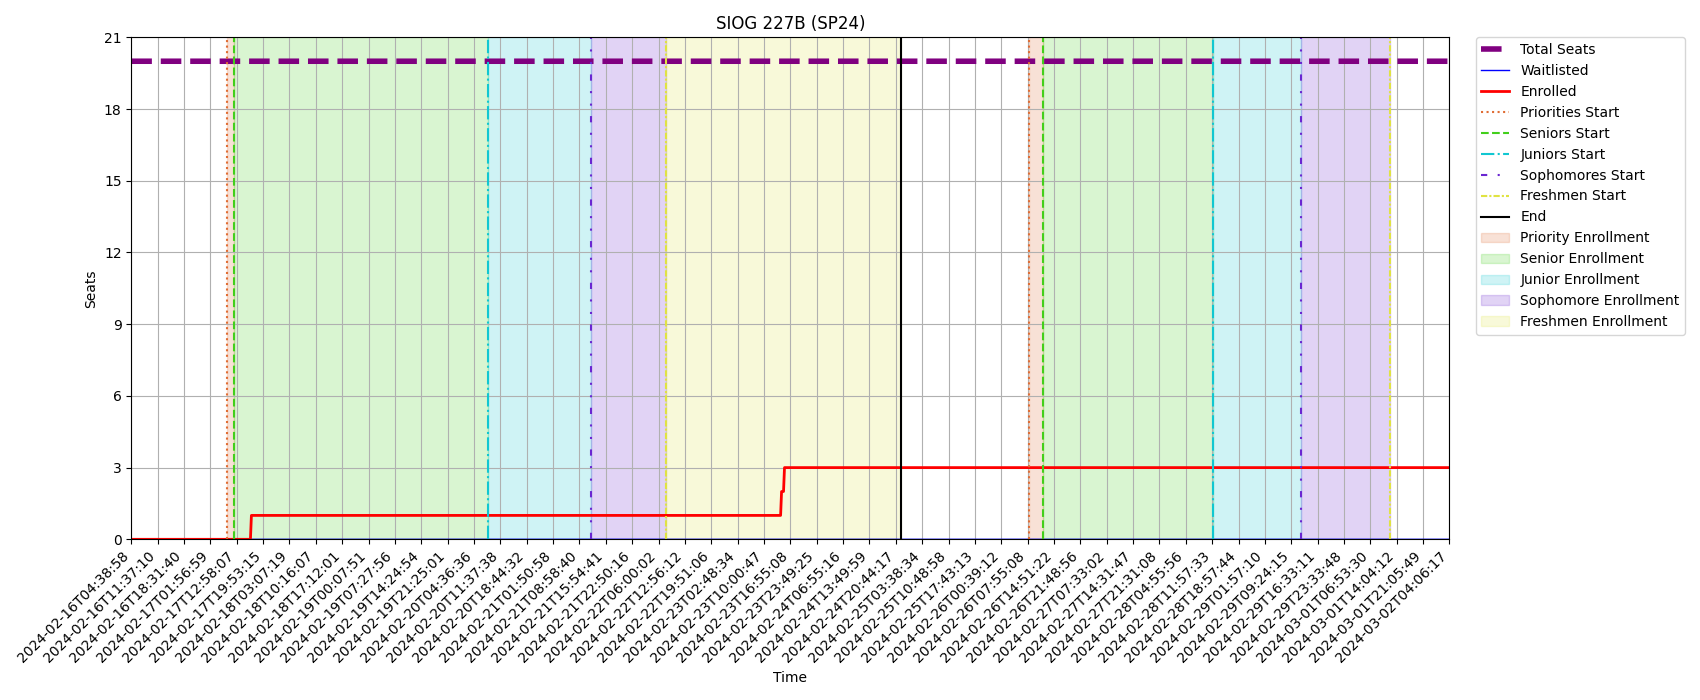 SIOG 227B (SP24)
21
18
15
12
9
6
3
0
Seats
2024-02-16T04:38:58
2024-02-16T11:37:10
2024-02-16T18:31:40
2024-02-17T01:56:59
2024-02-17T12:58:07
2024-02-17T19:53:15
2024-02-18T03:07:19
2024-02-18T10:16:07
2024-02-18T17:12:01
2024-02-19T00:07:51
2024-02-19T07:27:56
2024-02-19T14:24:54
2024-02-19T21:25:01
2024-02-20T04:36:36
2024-02-20T11:37:38
2024-02-20T18:44:32
2024-02-21T01:50:58
2024-02-21T08:58:40
2024-02-21T15:54:41
2024-02-21T22:50:16
2024-02-22T06:00:02
2024-02-22T12:56:12
2024-02-22T19:51:06
2024-02-23T02:48:34
2024-02-23T10:00:47
2024-02-23T16:55:08
2024-02-23T23:49:25
2024-02-24T06:55:16
2024-02-24T13:49:59
2024-02-24T20:44:17
2024-02-25T03:38:34
2024-02-25T10:48:58
2024-02-25T17:43:13
2024-02-26T00:39:12
2024-02-26T07:55:08
2024-02-26T14:51:22
2024-02-26T21:48:56
2024-02-27T07:33:02
2024-02-27T14:31:47
2024-02-27T21:31:08
2024-02-28T04:55:56
2024-02-28T11:57:33
2024-02-28T18:57:44
2024-02-29T01:57:10
2024-02-29T09:24:15
2024-02-29T16:33:11
2024-02-29T23:33:48
2024-03-01T06:53:30
2024-03-01T14:04:12
2024-03-01T21:05:49
2024-03-02T04:06:17
Time
Total Seats
Waitlisted
Enrolled
Priorities Start
Seniors Start
Juniors Start
Sophomores Start
Freshmen Start
End
Priority Enrollment
Senior Enrollment
Junior Enrollment
Sophomore Enrollment
Freshmen Enrollment